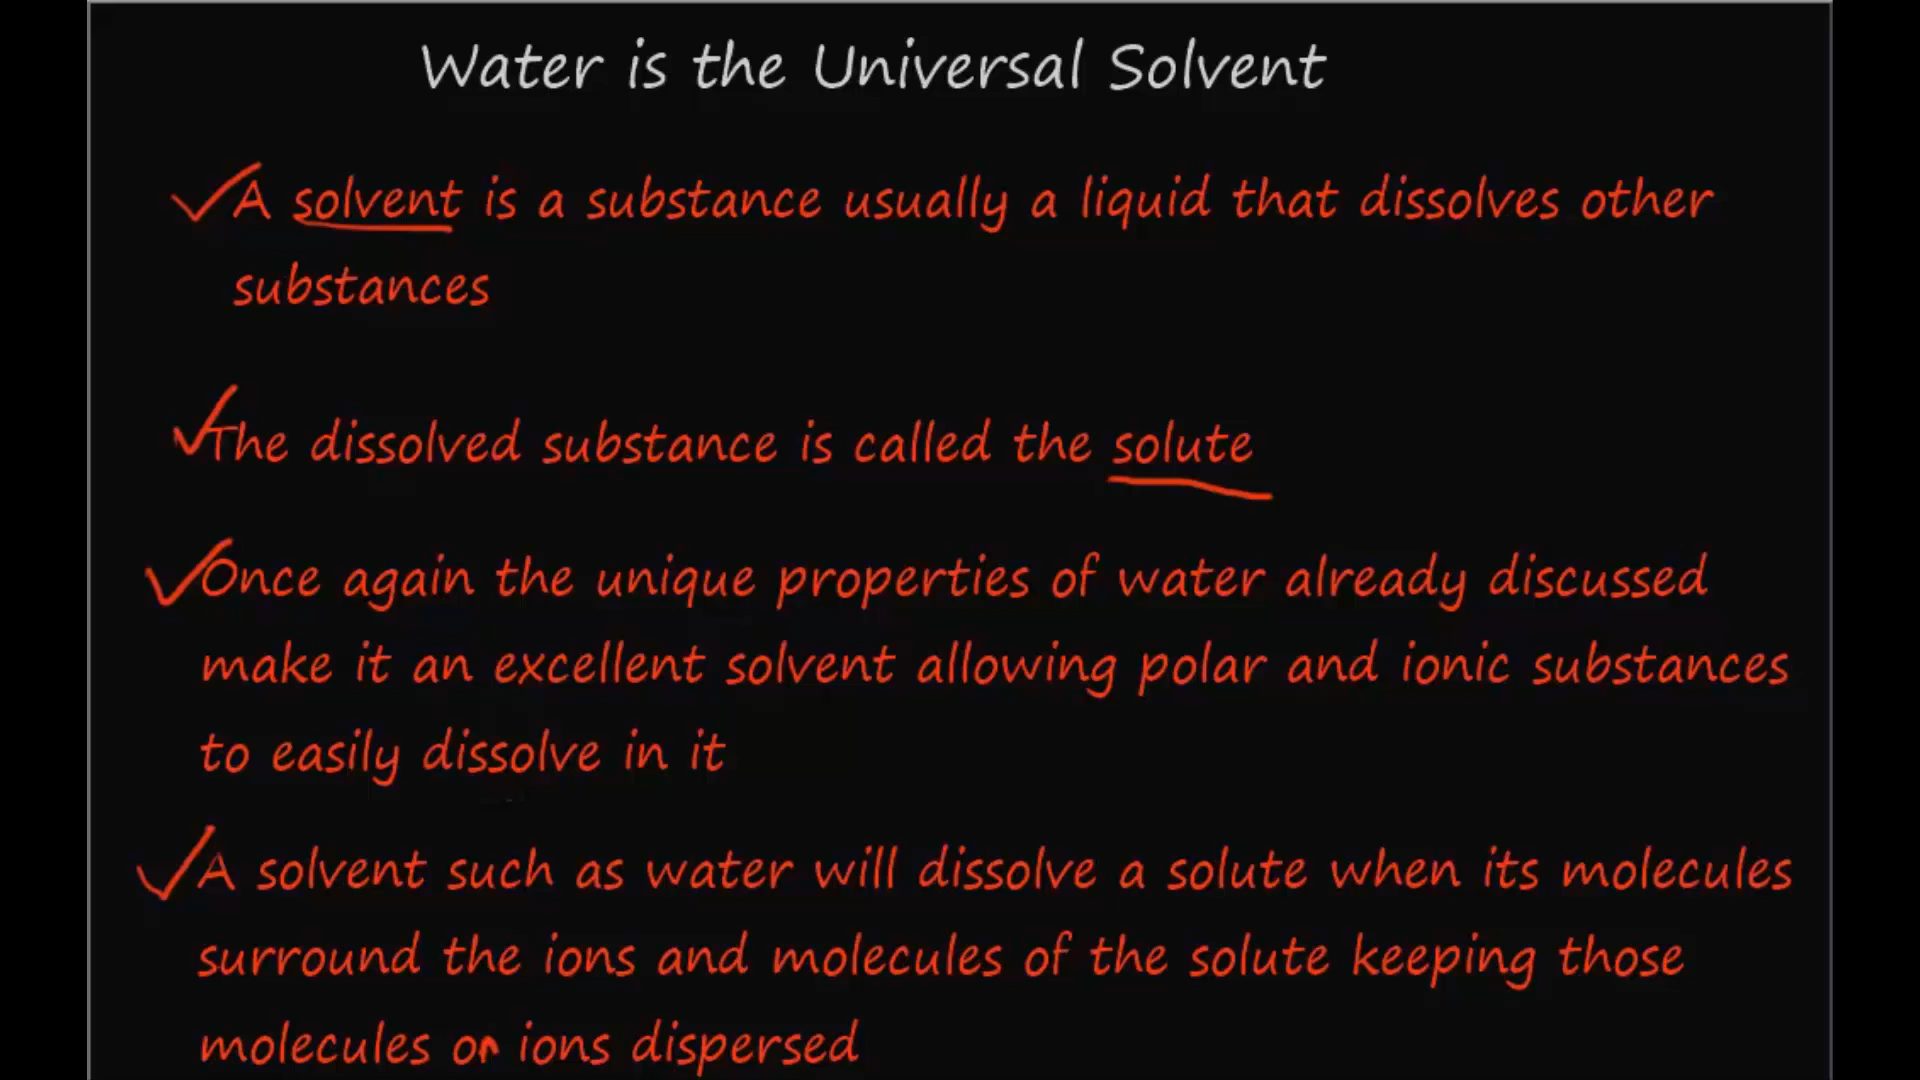 Water is the Universal Solvent
A solvent is a substance usually a liquid that dissolves other
substances
The dissolved substance is called the solute
Once again the unique properties of water already discussed
make it an excellent solvent allowing polar and ionic substances
to easily dissolve in it
A solvent such as water will dissolve a solute when its molecules
surround the ions and molecules of the solute keeping those
molecules or ions dispersed